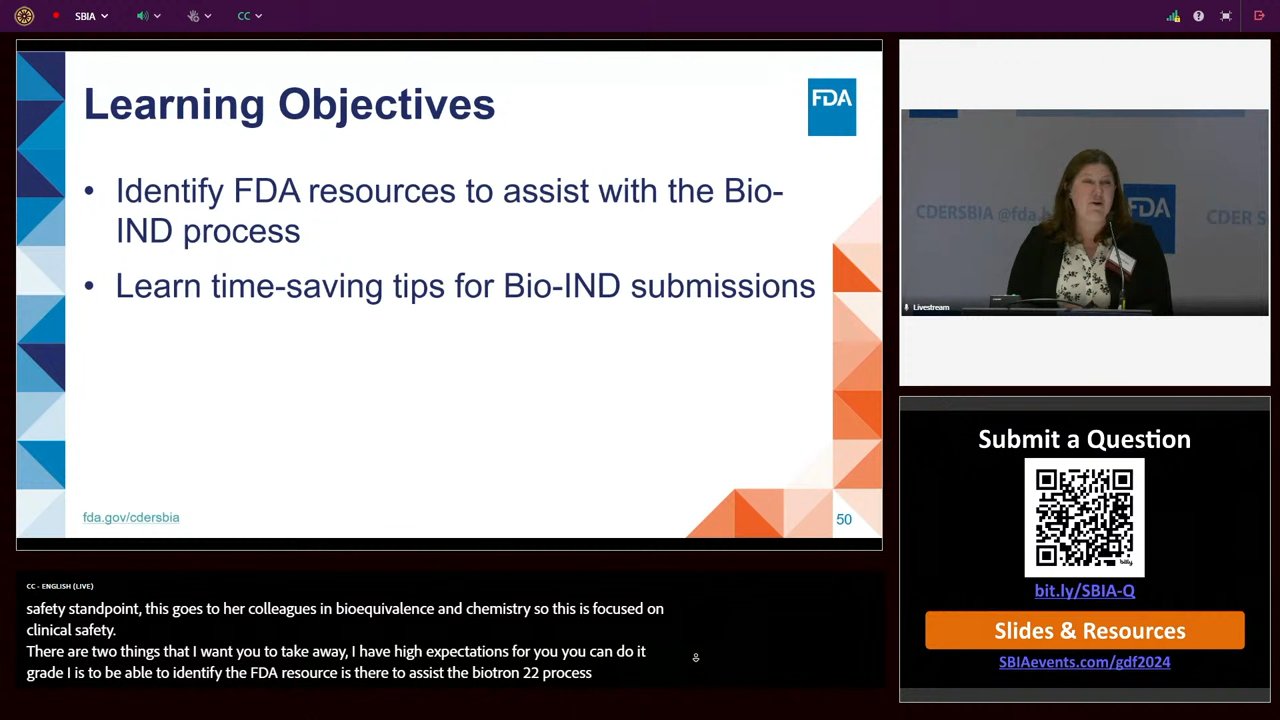 SBIA
CC
Learning Objectives
FDA
• Identify FDA resources to assist with the Bio-
IND process
• Learn time-saving tips for Bio-IND submissions
fda.gov/cdersbia
50
CDERSBIA @fda.
FDA
CDER S
Livestream
CC - ENGLISH (LIVE)
safety standpoint, this goes to her colleagues in bioequivalence and chemistry so this is focused on
clinical safety.
There are two things that I want you to take away, I have high expectations for you you can do it
grade I is to be able to identify the FDA resource is there to assist the biotron 22 process
Submit a Question
bitly
bit.ly/SBIA-Q
Slides & Resources
SBIAevents.com/gdf2024